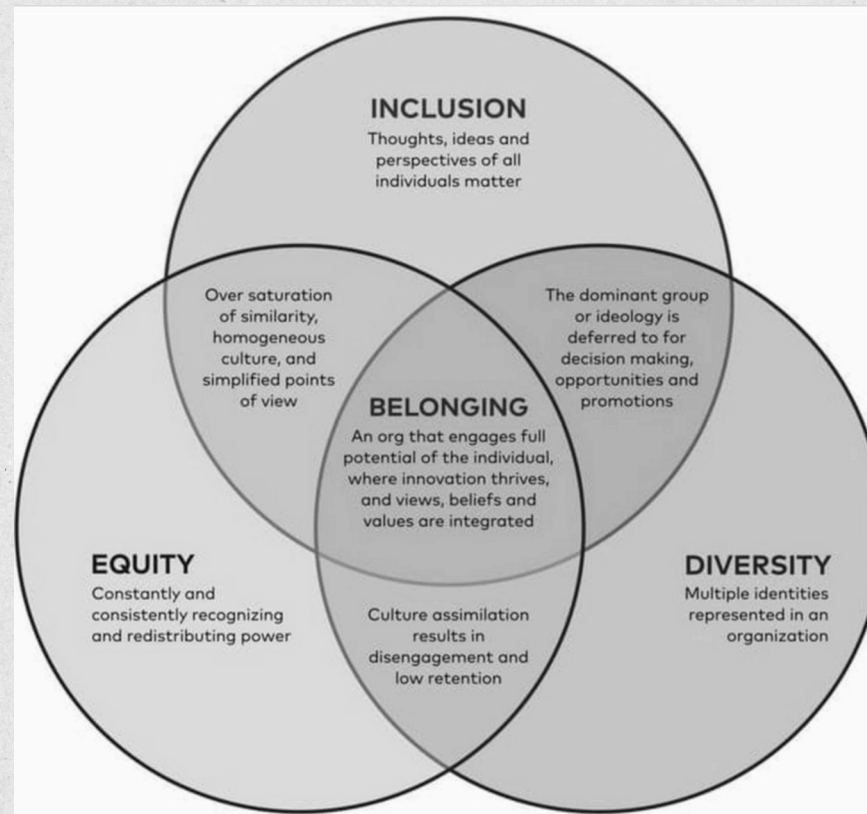 INCLUSION
Thoughts, ideas and
perspectives of all
individuals matter
Over saturation
of similarity,
homogeneous
culture, and
simplified points
of view
The dominant group
or ideology is
deferred to for
decision making,
opportunities and
promotions
BELONGING
An org that engages full
potential of the individual,
where innovation thrives,
and views, beliefs and
values are integrated
EQUITY
Constantly and
consistently recognizing
and redistributing power
DIVERSITY
Multiple identities
represented in an
organization
Culture assimilation
results in
disengagement and
low retention